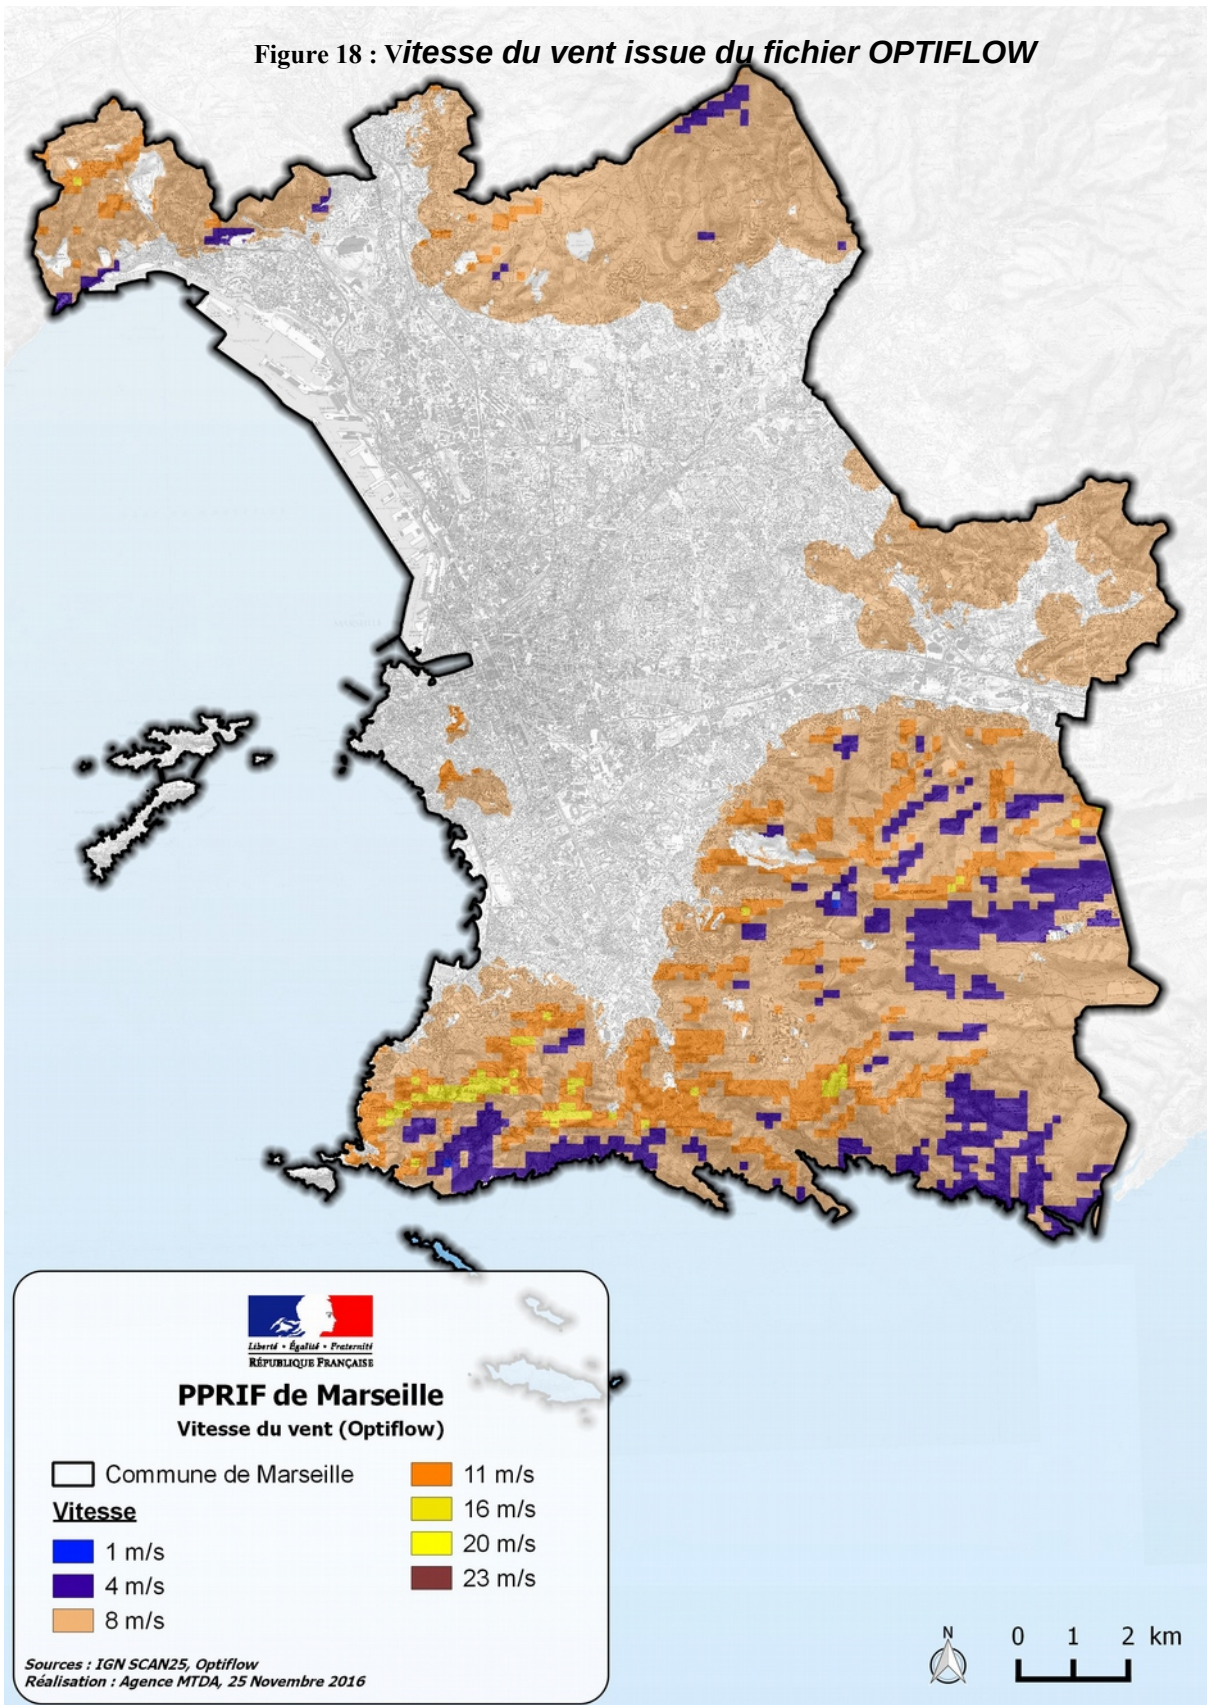 Figure 18 : Vitesse du vent issue du fichier OPTIFLOW
Liberté • Égalité • Fraternité
RÉPUBLIQUE FRANÇAISE
PPRIF de Marseille
Vitesse du vent (Optiflow)
Commune de Marseille
Vitesse
1 m/s
4 m/s
8 m/s
11 m/s
16 m/s
20 m/s
23 m/s
Sources : IGN SCAN25, Optiflow
Réalisation : Agence MTDA, 25 Novembre 2016
N
0 1 2 km